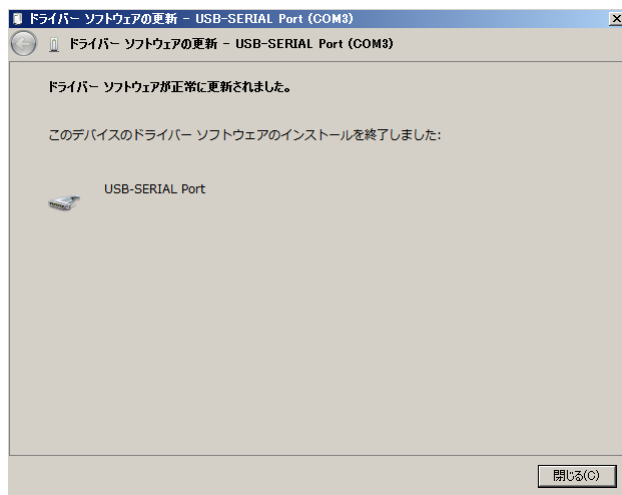 ドライバー ソフトウェアの更新 - USB-SERIAL Port (COM3)
ドライバー ソフトウェアの更新 - USB-SERIAL Port (COM3)
ドライバー ソフトウェアが正常に更新されました。
このデバイスのドライバー ソフトウェアのインストールを終了しました:
USB-SERIAL Port
閉じる(C)